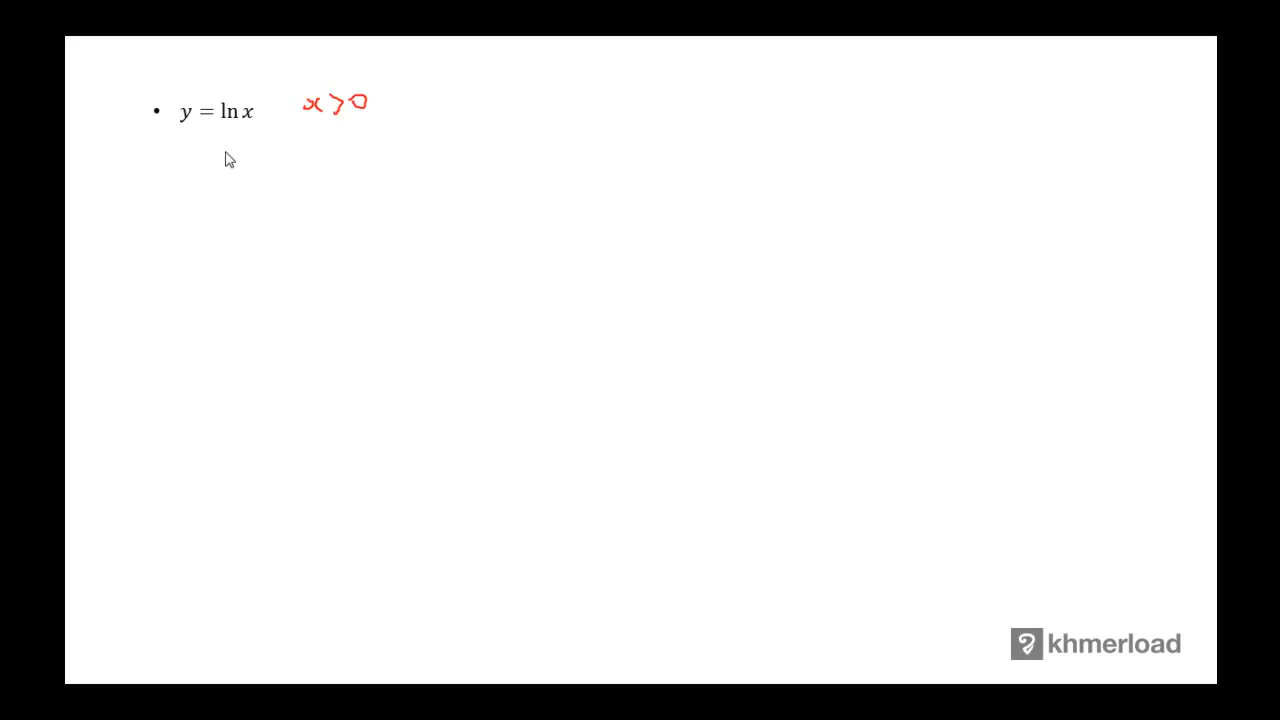 • y = ln x x > 0
khmerload